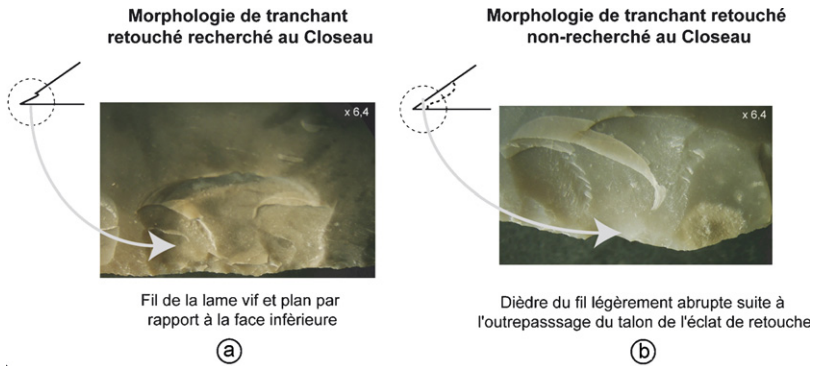 Morphologie de tranchant
retouché recherché au Closeau
x 6,4
Fil de la lame vif et plan par
rapport à la face infèrieure
a
Morphologie de tranchant retouché
non-recherché au Closeau
x 6,4
Dièdre du fil légèrement abrupte suite à
l'outrepasssage du talon de l'éclat de retouche
b